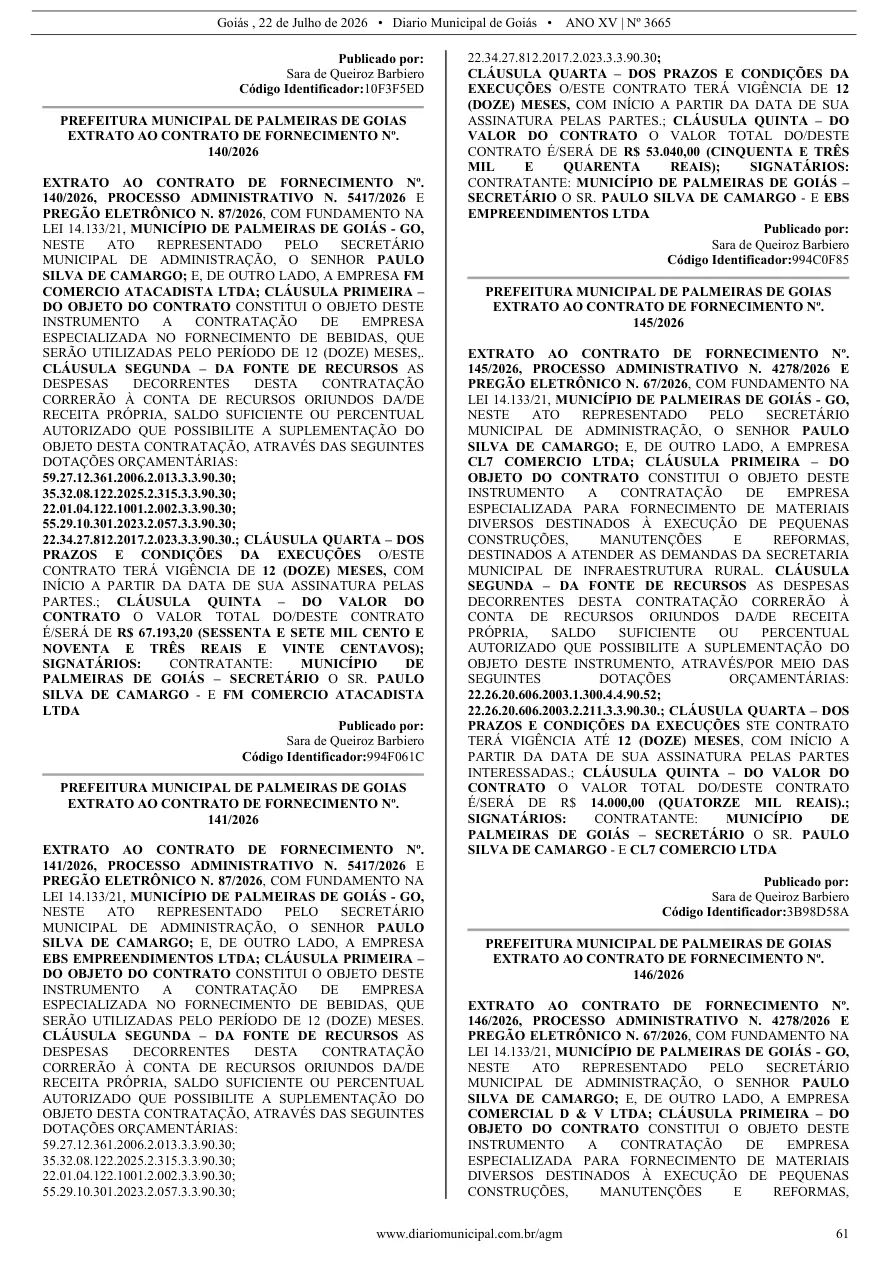 Goiás , 22 de Julho de 2026 • Diario Municipal de Goiás • ANO XV | Nº 3665
Publicado por:
Sara de Queiroz Barbiero
Código Identificador:10F3F5ED
PREFEITURA MUNICIPAL DE PALMEIRAS DE GOIAS
EXTRATO AO CONTRATO DE FORNECIMENTO Nº.
140/2026
EXTRATO AO CONTRATO DE FORNECIMENTO Nº.
140/2026, PROCESSO ADMINISTRATIVO N. 5417/2026 E
PREGÃO ELETRÔNICO N. 87/2026, COM FUNDAMENTO NA
LEI 14.133/21, MUNICÍPIO DE PALMEIRAS DE GOIÁS - GO,
NESTE ATO REPRESENTADO PELO SECRETÁRIO
MUNICIPAL DE ADMINISTRAÇÃO, O SENHOR PAULO
SILVA DE CAMARGO; E, DE OUTRO LADO, A EMPRESA FM
COMERCIO ATACADISTA LTDA; CLÁUSULA PRIMEIRA –
DO OBJETO DO CONTRATO CONSTITUI O OBJETO DESTE
INSTRUMENTO A CONTRATAÇÃO DE EMPRESA
ESPECIALIZADA NO FORNECIMENTO DE BEBIDAS, QUE
SERÃO UTILIZADAS PELO PERÍODO DE 12 (DOZE) MESES,.
CLÁUSULA SEGUNDA – DA FONTE DE RECURSOS AS
DESPESAS DECORRENTES DESTA CONTRATAÇÃO
CORRERÃO À CONTA DE RECURSOS ORIUNDOS DA/DE
RECEITA PRÓPRIA, SALDO SUFICIENTE OU PERCENTUAL
AUTORIZADO QUE POSSIBILITE A SUPLEMENTAÇÃO DO
OBJETO DESTA CONTRATAÇÃO, ATRAVÉS DAS SEGUINTES
DOTAÇÕES ORÇAMENTÁRIAS:
59.27.12.361.2006.2.013.3.3.90.30;
35.32.08.122.2025.2.315.3.3.90.30;
22.01.04.122.1001.2.002.3.3.90.30;
55.29.10.301.2023.2.057.3.3.90.30;
22.34.27.812.2017.2.023.3.3.90.30.; CLÁUSULA QUARTA – DOS
PRAZOS E CONDIÇÕES DA EXECUÇÕES O/ESTE
CONTRATO TERÁ VIGÊNCIA DE 12 (DOZE) MESES, COM
INÍCIO A PARTIR DA DATA DE SUA ASSINATURA PELAS
PARTES.; CLÁUSULA QUINTA – DO VALOR DO
CONTRATO O VALOR TOTAL DO/DESTE CONTRATO
É/SERÁ DE R$ 67.193,20 (SESSENTA E SETE MIL CENTO E
NOVENTA E TRÊS REAIS E VINTE CENTAVOS);
SIGNATÁRIOS: CONTRATANTE: MUNICÍPIO DE
PALMEIRAS DE GOIÁS – SECRETÁRIO O SR. PAULO
SILVA DE CAMARGO - E FM COMERCIO ATACADISTA
LTDA
Publicado por:
Sara de Queiroz Barbiero
Código Identificador:994F061C
PREFEITURA MUNICIPAL DE PALMEIRAS DE GOIAS
EXTRATO AO CONTRATO DE FORNECIMENTO Nº.
141/2026
EXTRATO AO CONTRATO DE FORNECIMENTO Nº.
141/2026, PROCESSO ADMINISTRATIVO N. 5417/2026 E
PREGÃO ELETRÔNICO N. 87/2026, COM FUNDAMENTO NA
LEI 14.133/21, MUNICÍPIO DE PALMEIRAS DE GOIÁS - GO,
NESTE ATO REPRESENTADO PELO SECRETÁRIO
MUNICIPAL DE ADMINISTRAÇÃO, O SENHOR PAULO
SILVA DE CAMARGO; E, DE OUTRO LADO, A EMPRESA
EBS EMPREENDIMENTOS LTDA; CLÁUSULA PRIMEIRA –
DO OBJETO DO CONTRATO CONSTITUI O OBJETO DESTE
INSTRUMENTO A CONTRATAÇÃO DE EMPRESA
ESPECIALIZADA NO FORNECIMENTO DE BEBIDAS, QUE
SERÃO UTILIZADAS PELO PERÍODO DE 12 (DOZE) MESES.
CLÁUSULA SEGUNDA – DA FONTE DE RECURSOS AS
DESPESAS DECORRENTES DESTA CONTRATAÇÃO
CORRERÃO À CONTA DE RECURSOS ORIUNDOS DA/DE
RECEITA PRÓPRIA, SALDO SUFICIENTE OU PERCENTUAL
AUTORIZADO QUE POSSIBILITE A SUPLEMENTAÇÃO DO
OBJETO DESTA CONTRATAÇÃO, ATRAVÉS DAS SEGUINTES
DOTAÇÕES ORÇAMENTÁRIAS:
59.27.12.361.2006.2.013.3.3.90.30;
35.32.08.122.2025.2.315.3.3.90.30;
22.01.04.122.1001.2.002.3.3.90.30;
55.29.10.301.2023.2.057.3.3.90.30;
22.34.27.812.2017.2.023.3.3.90.30;
CLÁUSULA QUARTA – DOS PRAZOS E CONDIÇÕES DA
EXECUÇÕES O/ESTE CONTRATO TERÁ VIGÊNCIA DE 12
(DOZE) MESES, COM INÍCIO A PARTIR DA DATA DE SUA
ASSINATURA PELAS PARTES.; CLÁUSULA QUINTA – DO
VALOR DO CONTRATO O VALOR TOTAL DO/DESTE
CONTRATO É/SERÁ DE R$ 53.040,00 (CINQUENTA E TRÊS
MIL E QUARENTA REAIS); SIGNATÁRIOS:
CONTRATANTE: MUNICÍPIO DE PALMEIRAS DE GOIÁS –
SECRETÁRIO O SR. PAULO SILVA DE CAMARGO - E EBS
EMPREENDIMENTOS LTDA
Publicado por:
Sara de Queiroz Barbiero
Código Identificador:994C0F85
PREFEITURA MUNICIPAL DE PALMEIRAS DE GOIAS
EXTRATO AO CONTRATO DE FORNECIMENTO Nº.
145/2026
EXTRATO AO CONTRATO DE FORNECIMENTO Nº.
145/2026, PROCESSO ADMINISTRATIVO N. 4278/2026 E
PREGÃO ELETRÔNICO N. 67/2026, COM FUNDAMENTO NA
LEI 14.133/21, MUNICÍPIO DE PALMEIRAS DE GOIÁS - GO,
NESTE ATO REPRESENTADO PELO SECRETÁRIO
MUNICIPAL DE ADMINISTRAÇÃO, O SENHOR PAULO
SILVA DE CAMARGO; E, DE OUTRO LADO, A EMPRESA
CL7 COMERCIO LTDA; CLÁUSULA PRIMEIRA – DO
OBJETO DO CONTRATO CONSTITUI O OBJETO DESTE
INSTRUMENTO A CONTRATAÇÃO DE EMPRESA
ESPECIALIZADA PARA FORNECIMENTO DE MATERIAIS
DIVERSOS DESTINADOS À EXECUÇÃO DE PEQUENAS
CONSTRUÇÕES, MANUTENÇÕES E REFORMAS,
DESTINADOS A ATENDER AS DEMANDAS DA SECRETARIA
MUNICIPAL DE INFRAESTRUTURA RURAL. CLÁUSULA
SEGUNDA – DA FONTE DE RECURSOS AS DESPESAS
DECORRENTES DESTA CONTRATAÇÃO CORRERÃO À
CONTA DE RECURSOS ORIUNDOS DA/DE RECEITA
PRÓPRIA, SALDO SUFICIENTE OU PERCENTUAL
AUTORIZADO QUE POSSIBILITE A SUPLEMENTAÇÃO DO
OBJETO DESTE INSTRUMENTO, ATRAVÉS/POR MEIO DAS
SEGUINTES DOTAÇÕES ORÇAMENTÁRIAS:
22.26.20.606.2003.1.300.4.4.90.52;
22.26.20.606.2003.2.211.3.3.90.30.; CLÁUSULA QUARTA – DOS
PRAZOS E CONDIÇÕES DA EXECUÇÕES STE CONTRATO
TERÁ VIGÊNCIA ATÉ 12 (DOZE) MESES, COM INÍCIO A
PARTIR DA DATA DE SUA ASSINATURA PELAS PARTES
INTERESSADAS.; CLÁUSULA QUINTA – DO VALOR DO
CONTRATO O VALOR TOTAL DO/DESTE CONTRATO
É/SERÁ DE R$ 14.000,00 (QUATORZE MIL REAIS).;
SIGNATÁRIOS: CONTRATANTE: MUNICÍPIO DE
PALMEIRAS DE GOIÁS – SECRETÁRIO O SR. PAULO
SILVA DE CAMARGO - E CL7 COMERCIO LTDA
Publicado por:
Sara de Queiroz Barbiero
Código Identificador:3B98D58A
PREFEITURA MUNICIPAL DE PALMEIRAS DE GOIAS
EXTRATO AO CONTRATO DE FORNECIMENTO Nº.
146/2026
EXTRATO AO CONTRATO DE FORNECIMENTO Nº.
146/2026, PROCESSO ADMINISTRATIVO N. 4278/2026 E
PREGÃO ELETRÔNICO N. 67/2026, COM FUNDAMENTO NA
LEI 14.133/21, MUNICÍPIO DE PALMEIRAS DE GOIÁS - GO,
NESTE ATO REPRESENTADO PELO SECRETÁRIO
MUNICIPAL DE ADMINISTRAÇÃO, O SENHOR PAULO
SILVA DE CAMARGO; E, DE OUTRO LADO, A EMPRESA
COMERCIAL D & V LTDA; CLÁUSULA PRIMEIRA – DO
OBJETO DO CONTRATO CONSTITUI O OBJETO DESTE
INSTRUMENTO A CONTRATAÇÃO DE EMPRESA
ESPECIALIZADA PARA FORNECIMENTO DE MATERIAIS
DIVERSOS DESTINADOS À EXECUÇÃO DE PEQUENAS
CONSTRUÇÕES, MANUTENÇÕES E REFORMAS,
www.diariomunicipal.com.br/agm 61